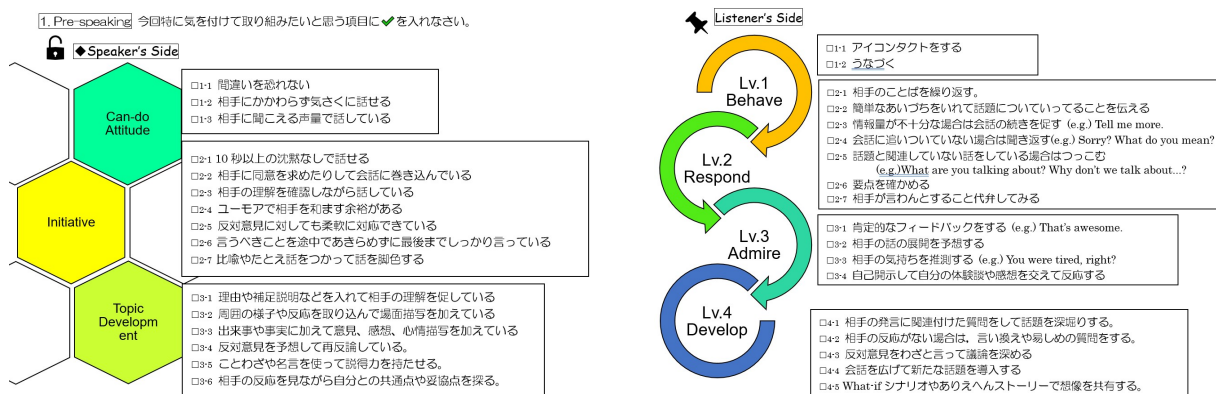 1. Pre-speaking 今回特に気を付けて取り組みたいと思う項目に✔を入れなさい。
◆Speaker's Side
Can-do
Attitude
□1-1 間違いを恐れない
□1-2 相手にかかわらず気さくに話せる
□1-3 相手に聞こえる声量で話している
Initiative
□2-1 10秒以上の沈黙なしで話せる
□2-2 相手に同意を求めたりして会話に巻き込んでいる
□2-3 相手の理解を確認しながら話している
□2-4 ユーモアで相手を和ます余裕がある
□2-5 反対意見に対しても柔軟に対応できている
□2-6 言うべきことを途中であきらめずに最後までしっかり言っている
□2-7 比喩やたとえ話をつかって話を脚色する
Topic
Developm
ent
□3-1 理由や補足説明などを入れて相手の理解を促している
□3-2 周囲の様子や反応を取り込んで場面描写を加えている
□3-3 出来事や事実に加えて意見、感想、心情描写を加えている
□3-4 反対意見を予想して再反論している。
□3-5 ことわざや名言を使って説得力を持たせる。
□3-6 相手の反応を見ながら自分との共通点や妥協点を探る。
Listener's Side
Lv.1
Behave
□1-1 アイコンタクトをする
□1-2 うなづく
Lv.2
Respond
□2-1 相手のことばを繰り返す。
□2-2 簡単なあいづちをいれて話題についていってることを伝える
□2-3 情報量が不十分な場合は会話の続きを促す (e.g.) Tell me more.
□2-4 会話に追いついていない場合は聞き返す(e.g.) Sorry? What do you mean?
□2-5 話題と関連していない話をしている場合はつっこむ
(e.g.)What are you talking about? Why don't we talk about...?
□2-6 要点を確かめる
□2-7 相手が言わんとすること代弁してみる
Lv.3
Admire
□3-1 肯定的なフィードバックをする (e.g.) That's awesome.
□3-2 相手の話の展開を予想する
□3-3 相手の気持ちを推測する (e.g.) You were tired, right?
□3-4 自己開示して自分の体験談や感想を交えて反応する
Lv.4
Develop
□4-1 相手の発言に関連付けた質問をして話題を深堀りする。
□4-2 相手の反応がない場合は、言い換えや易しめの質問をする。
□4-3 反対意見をわざと言って議論を深める
□4-4 会話を広げて新たな話題を導入する
□4-5 What-if シナリオやありえへんストーリーで想像を共有する。